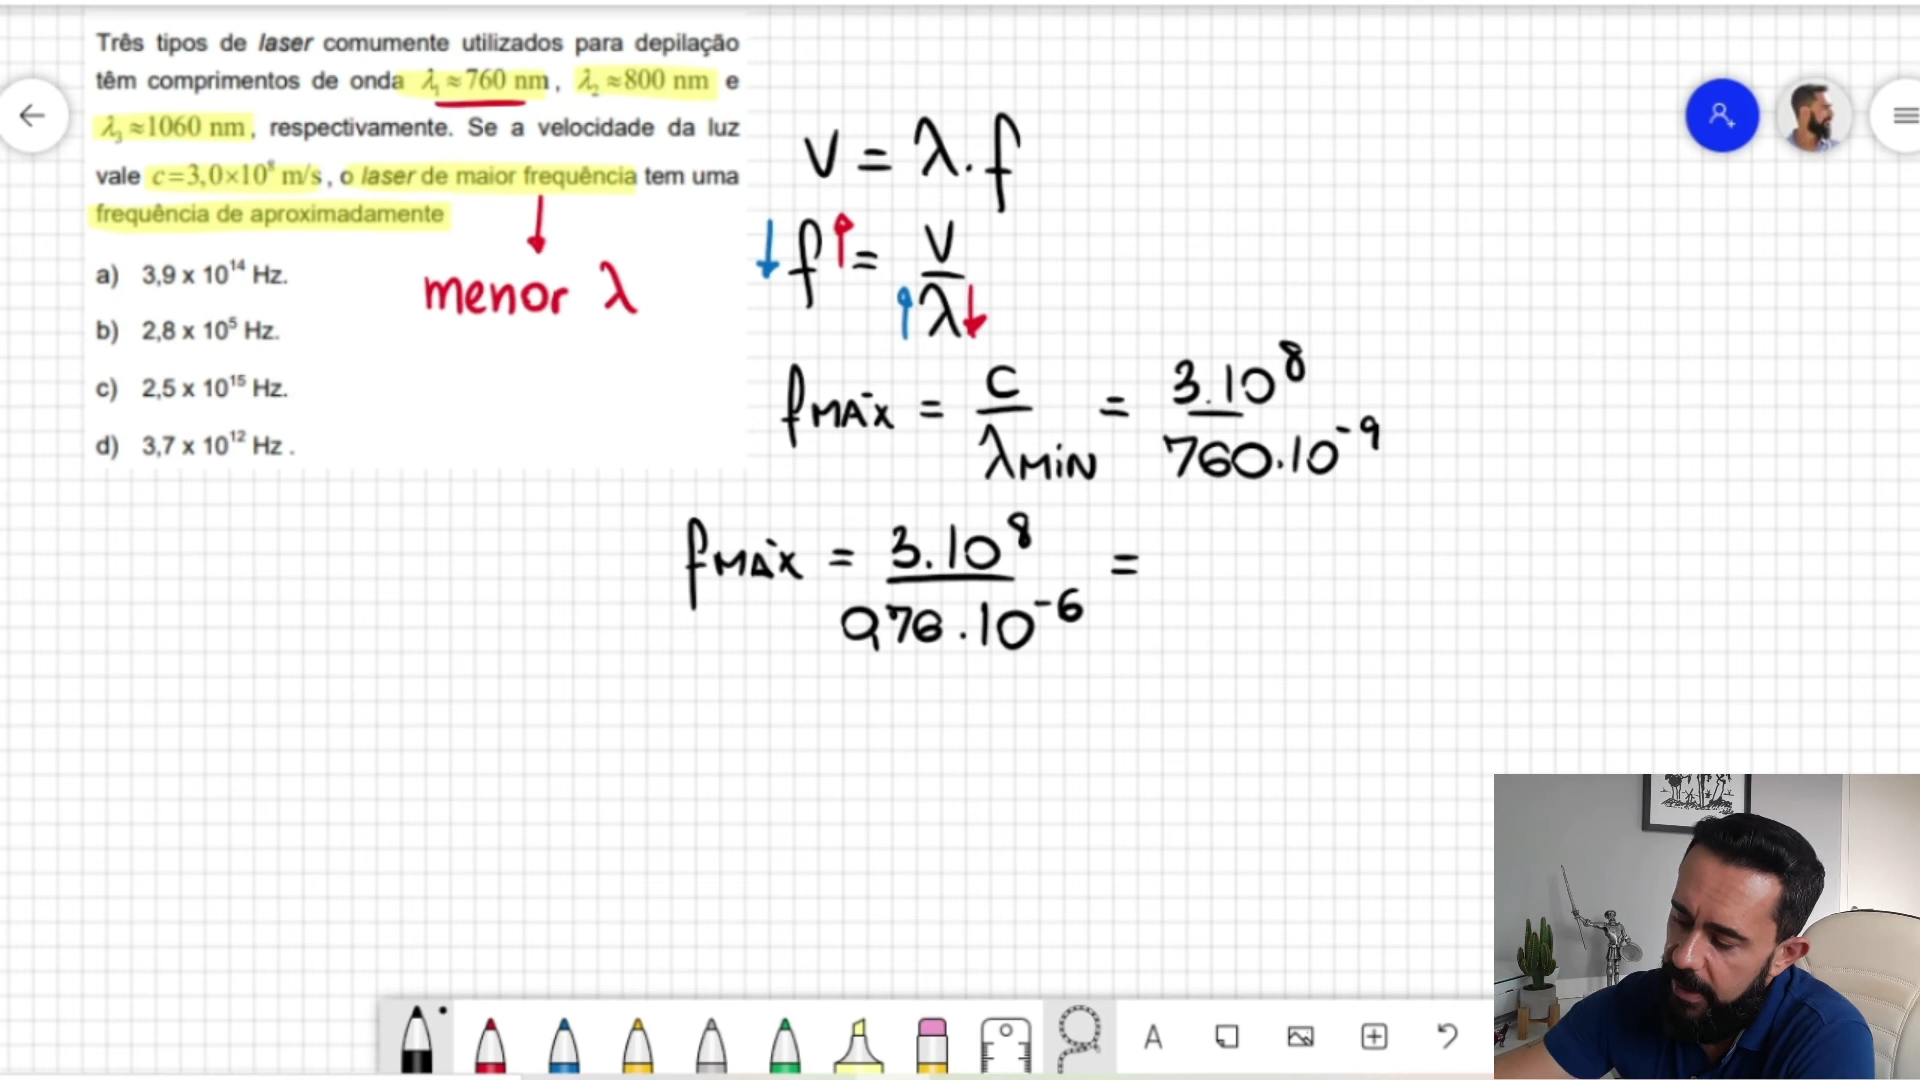 Três tipos de laser comumente utilizados para depilação
têm comprimentos de onda λ₁ ≈ 760 nm, λ₂ ≈ 800 nm e
λ₃ ≈ 1060 nm, respectivamente. Se a velocidade da luz
vale c = 3,0×10⁸ m/s, o laser de maior frequência tem uma
frequência de aproximadamente
a) 3,9 x 10¹⁴ Hz.
b) 2,8 x 10⁵ Hz.
c) 2,5 x 10¹⁵ Hz.
d) 3,7 x 10¹² Hz .
menor λ
V = λ . f
↓ f ↑ = V / ↑ λ ↓
fMÁX = C / λMiN = 3.10⁸ / 760.10⁻⁹
fMÁX = 3.10⁸ / 0,76.10⁻⁶ =
A